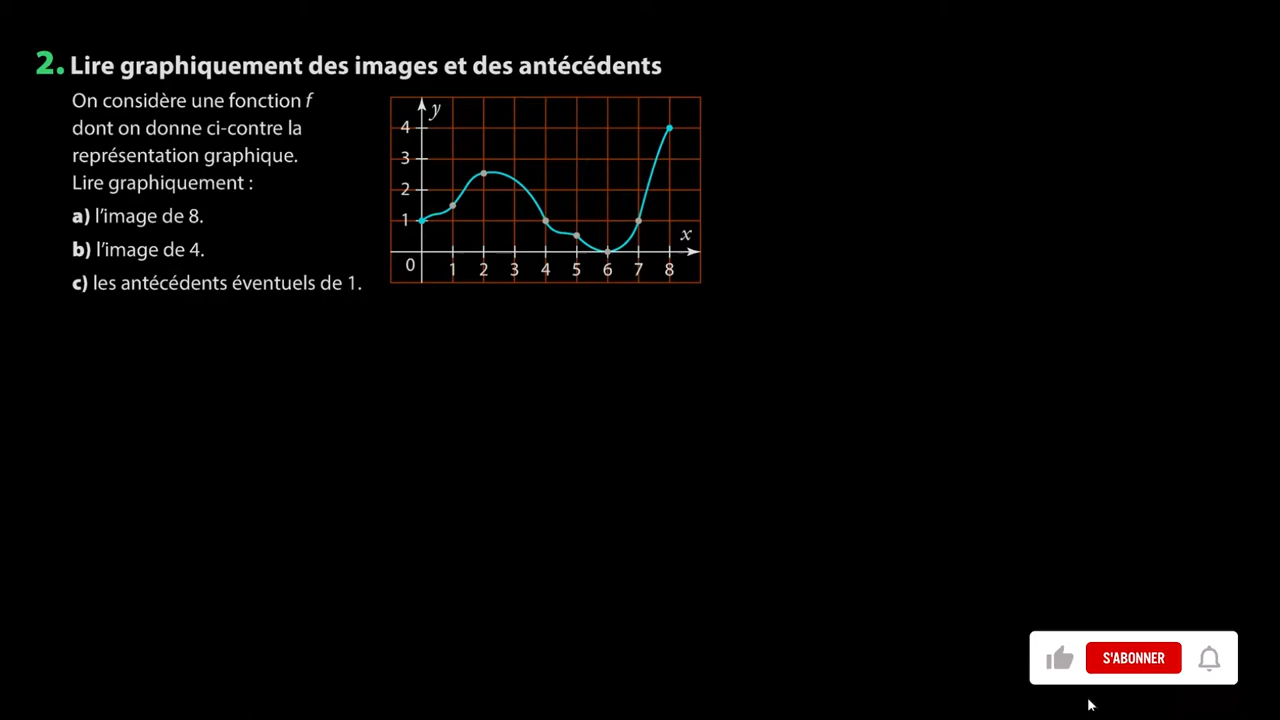 2. Lire graphiquement des images et des antécédents
On considère une fonction f
dont on donne ci-contre la
représentation graphique.
Lire graphiquement :
a) l'image de 8.
b) l'image de 4.
c) les antécédents éventuels de 1.
y
4
3
2
1
x
0 1 2 3 4 5 6 7 8
S'ABONNER